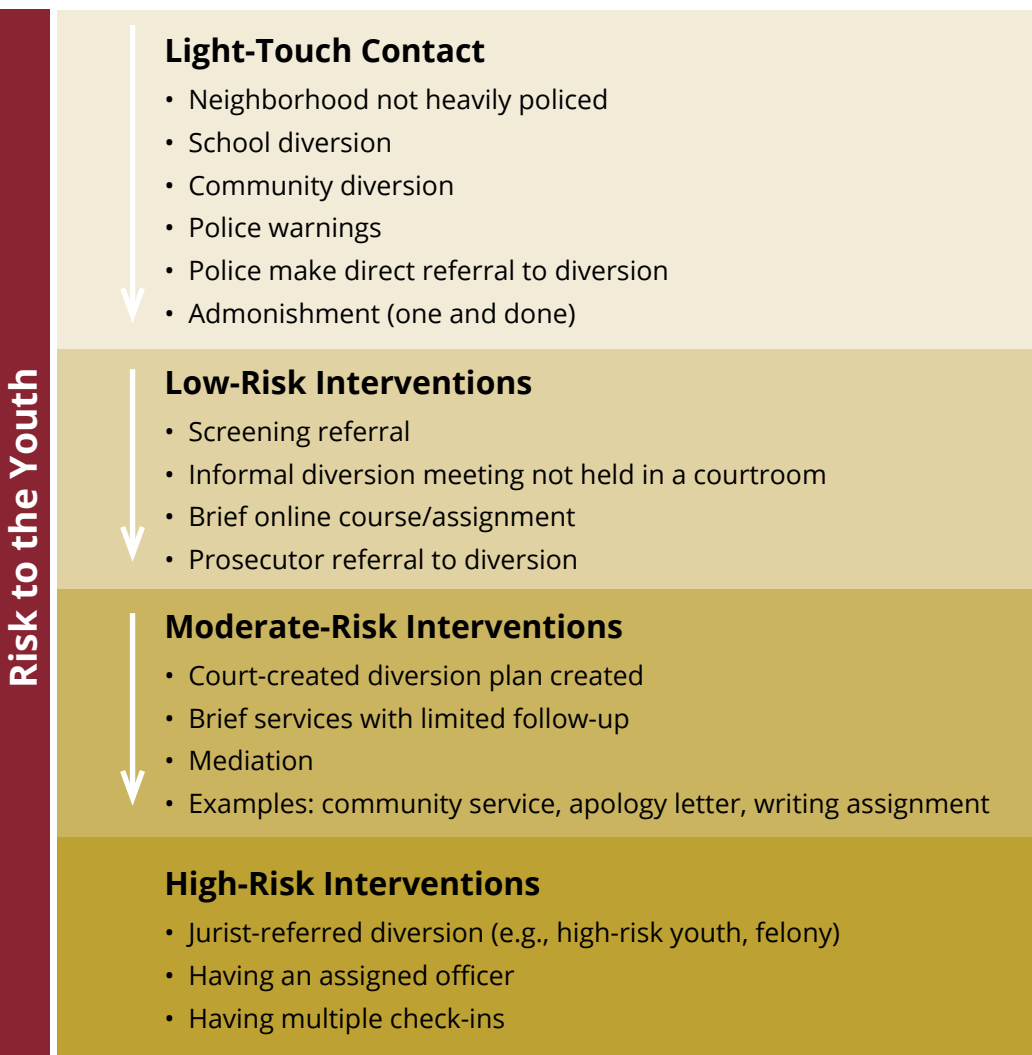 Risk to the Youth
Light-Touch Contact
• Neighborhood not heavily policed
• School diversion
• Community diversion
• Police warnings
• Police make direct referral to diversion
• Admonishment (one and done)
Low-Risk Interventions
• Screening referral
• Informal diversion meeting not held in a courtroom
• Brief online course/assignment
• Prosecutor referral to diversion
Moderate-Risk Interventions
• Court-created diversion plan created
• Brief services with limited follow-up
• Mediation
• Examples: community service, apology letter, writing assignment
High-Risk Interventions
• Jurist-referred diversion (e.g., high-risk youth, felony)
• Having an assigned officer
• Having multiple check-ins